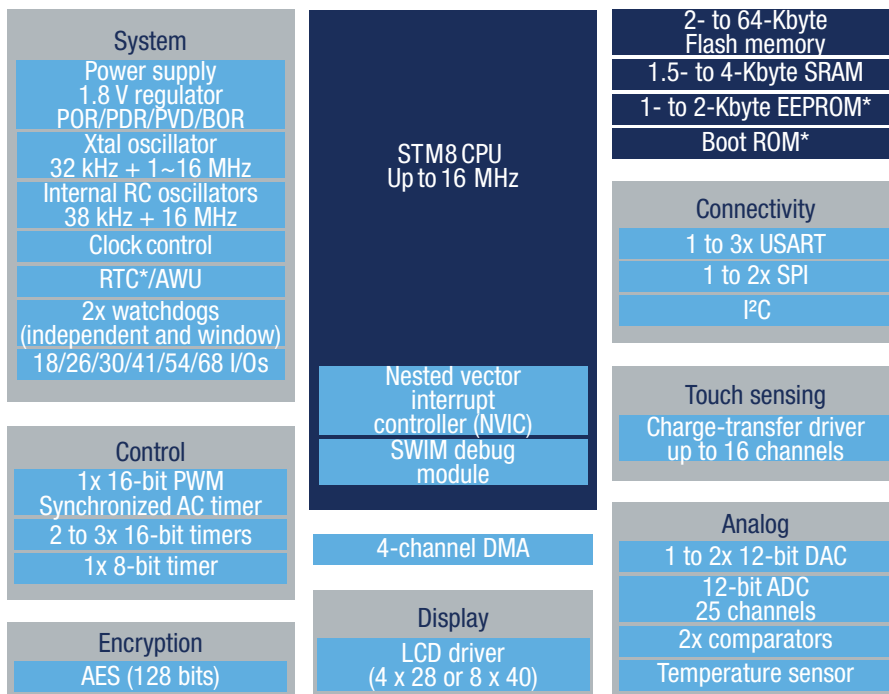 System
Power supply
1.8 V regulator
POR/PDR/PVD/BOR
Xtal oscillator
32 kHz + 1~16 MHz
Internal RC oscillators
38 kHz + 16 MHz
Clock control
RTC*/AWU
2x watchdogs
(independent and window)
18/26/30/41/54/68 I/Os
Control
1x 16-bit PWM
Synchronized AC timer
2 to 3x 16-bit timers
1x 8-bit timer
Encryption
AES (128 bits)
STM8 CPU
Up to 16 MHz
Nested vector
interrupt
controller (NVIC)
SWIM debug
module
4-channel DMA
Display
LCD driver
(4 x 28 or 8 x 40)
2- to 64-Kbyte
Flash memory
1.5- to 4-Kbyte SRAM
1- to 2-Kbyte EEPROM*
Boot ROM*
Connectivity
1 to 3x USART
1 to 2x SPI
I²C
Touch sensing
Charge-transfer driver
up to 16 channels
Analog
1 to 2x 12-bit DAC
12-bit ADC
25 channels
2x comparators
Temperature sensor